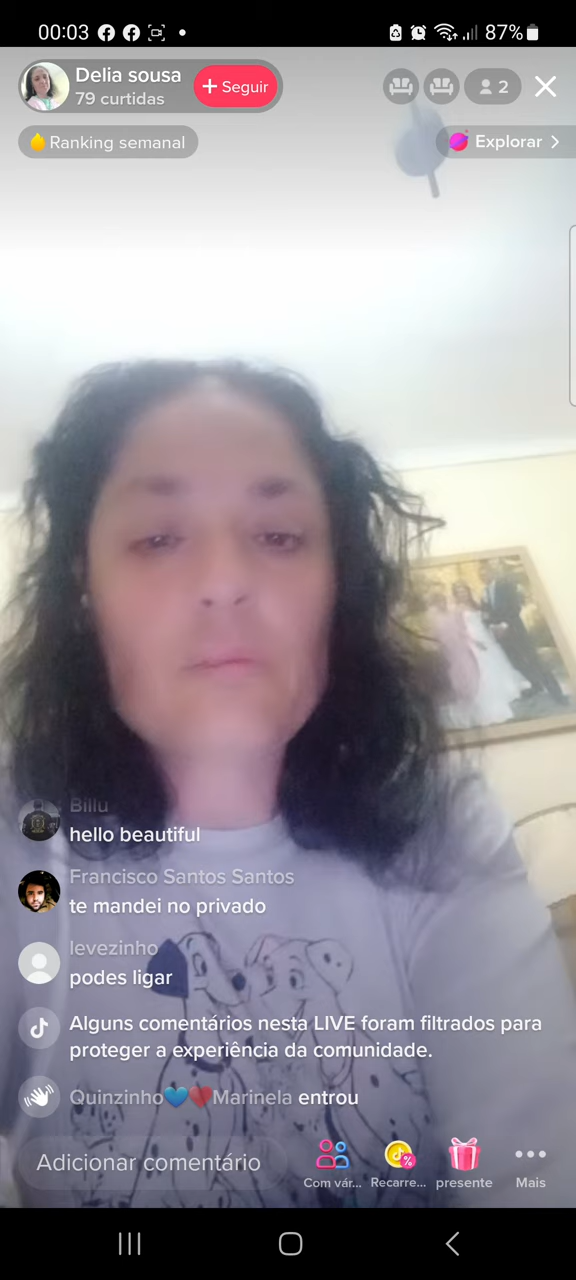 00:03
87%
Delia sousa
79 curtidas
+ Seguir
2
Ranking semanal
Explorar
Billu
hello beautiful
Francisco Santos Santos
te mandei no privado
levezinho
podes ligar
Alguns comentários nesta LIVE foram filtrados para
proteger a experiência da comunidade.
Quinzinho💙❤️Marinela entrou
Adicionar comentário
Com vár...
Recarre...
presente
Mais